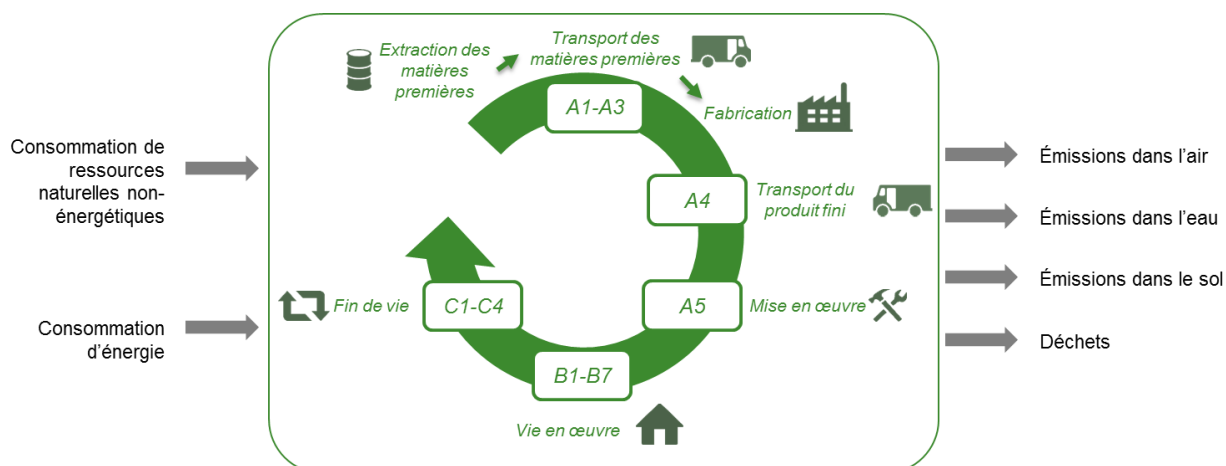 Consommation de
ressources
naturelles non-
énergétiques
Consommation
d'énergie
Extraction des
matières
premières
Transport des
matières premières
A1-A3
Fabrication
A4
Transport du
produit fini
A5
Mise en œuvre
B1-B7
Vie en œuvre
C1-C4
Fin de vie
Émissions dans l'air
Émissions dans l'eau
Émissions dans le sol
Déchets